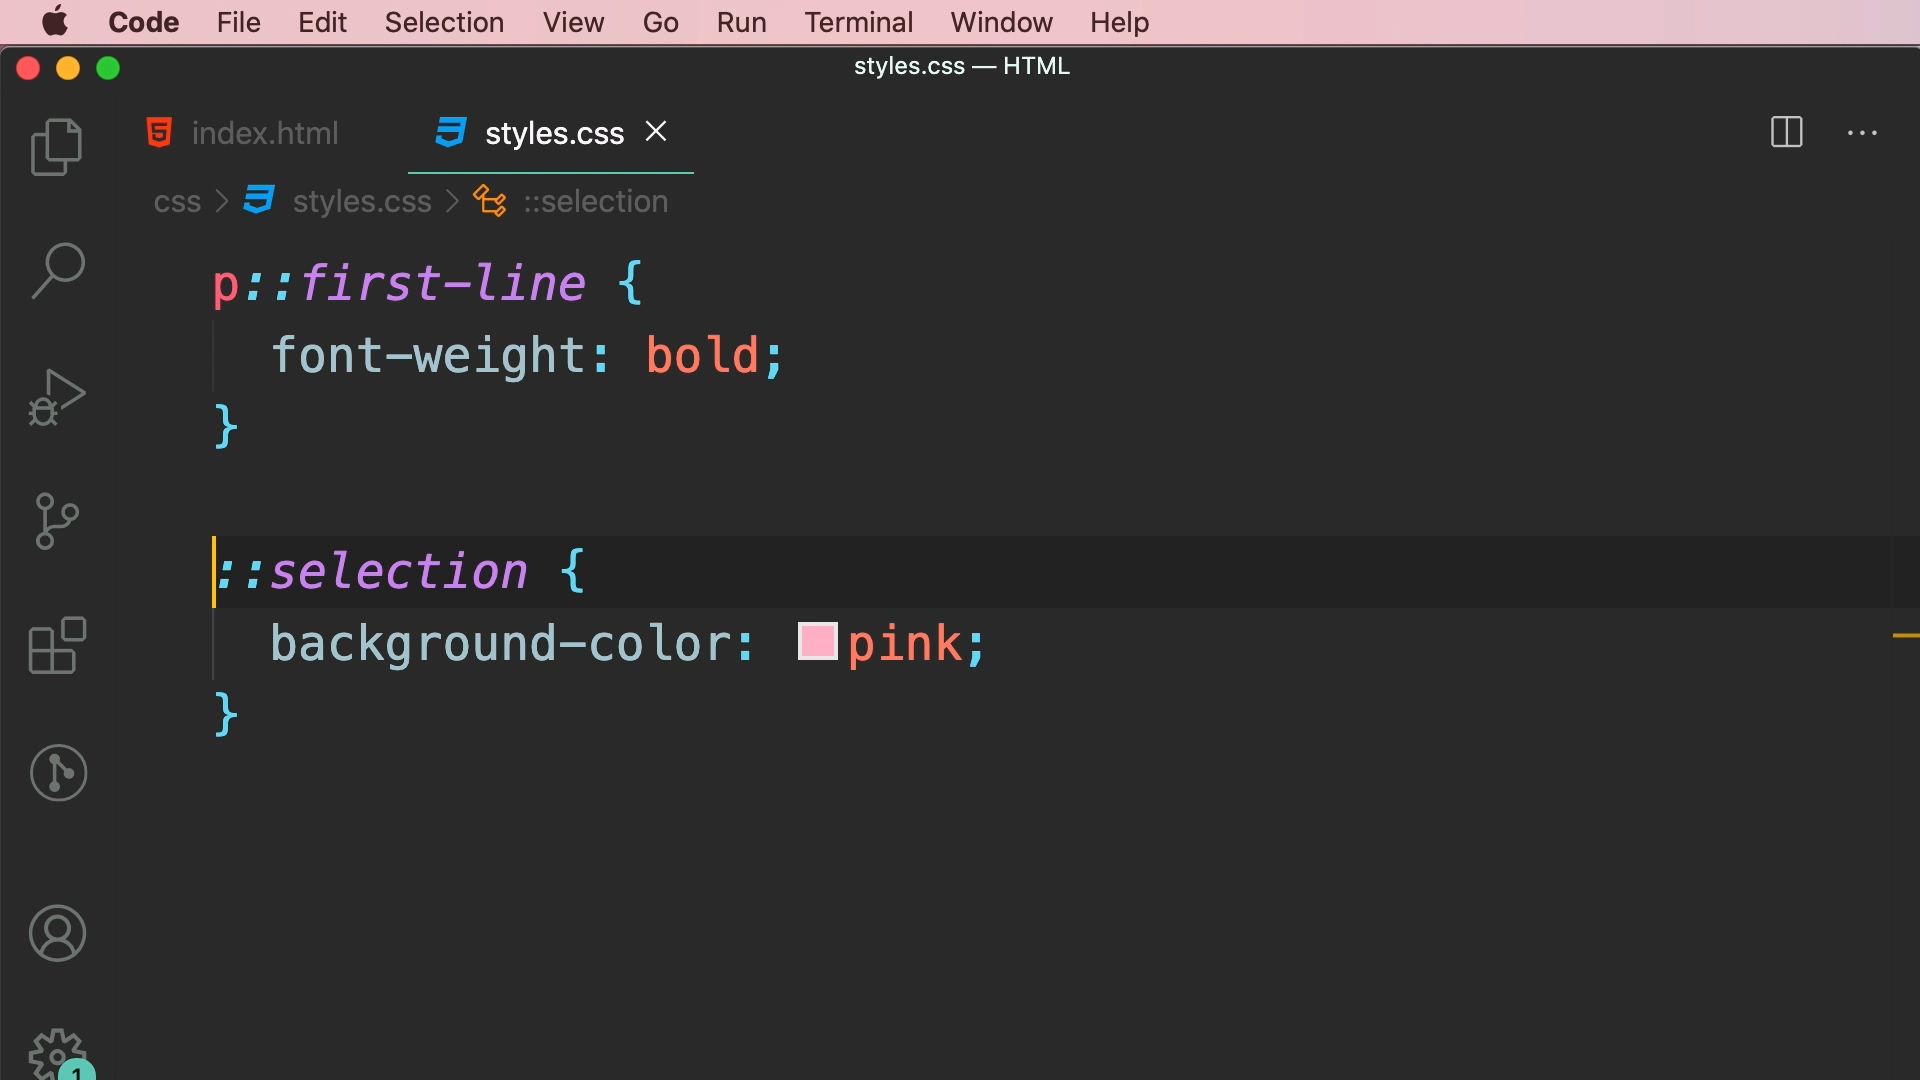 Code File Edit Selection View Go Run Terminal Window Help
styles.css — HTML
index.html styles.css
css > styles.css > ::selection
p::first-line {
font-weight: bold;
}
::selection {
background-color: pink;
}
1